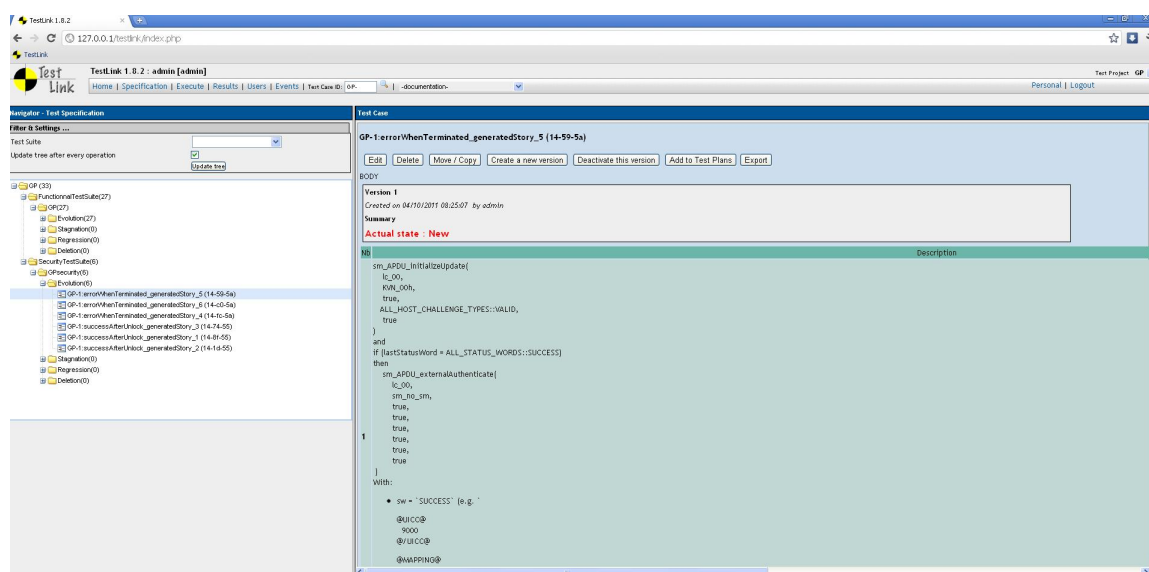 TestLink 1.8.2
127.0.0.1/testlink/index.php
TestLink
Test Link
TestLink 1.8.2 : admin [admin]
Test Project GP
Home | Specification | Execute | Results | Users | Events | Test Case ID: GP- | -documentation-
Personal | Logout
Navigator - Test Specification
Filter & Settings ...
Test Suite
Update tree after every operation
Update tree
GP (33)
FunctionnalTestSuite(27)
GP(27)
Evolution(27)
Stagnation(0)
Regression(0)
Deletion(0)
SecurityTestSuite(6)
GPsecurity(6)
Evolution(6)
GP-1:errorWhenTerminated_generatedStory_5 (14-59-5a)
GP-1:errorWhenTerminated_generatedStory_6 (14-c0-5a)
GP-1:errorWhenTerminated_generatedStory_4 (14-fc-5a)
GP-1:successAfterUnlock_generatedStory_3 (14-74-55)
GP-1:successAfterUnlock_generatedStory_1 (14-8f-55)
GP-1:successAfterUnlock_generatedStory_2 (14-1d-55)
Stagnation(0)
Regression(0)
Deletion(0)
Test Case
GP-1:errorWhenTerminated_generatedStory_5 (14-59-5a)
Edit Delete Move / Copy Create a new version Deactivate this version Add to Test Plans Export
BODY
Version 1
Created on 04/10/2011 08:25:07 by admin
Summary
Actual state : New
Nb Description
sm_APDU_initializeUpdate(
lc_00,
KVN_00h,
true,
ALL_HOST_CHALLENGE_TYPES::VALID,
true
)
and
if (lastStatusWord = ALL_STATUS_WORDS::SUCCESS)
then
sm_APDU_externalAuthenticate(
lc_00,
sm_no_sm,
true,
true,
true,
1 true,
true,
true
)
With:
• sw = `SUCCESS` (e.g. `
@UICC@
9000
@/UICC@
@MAPPING@